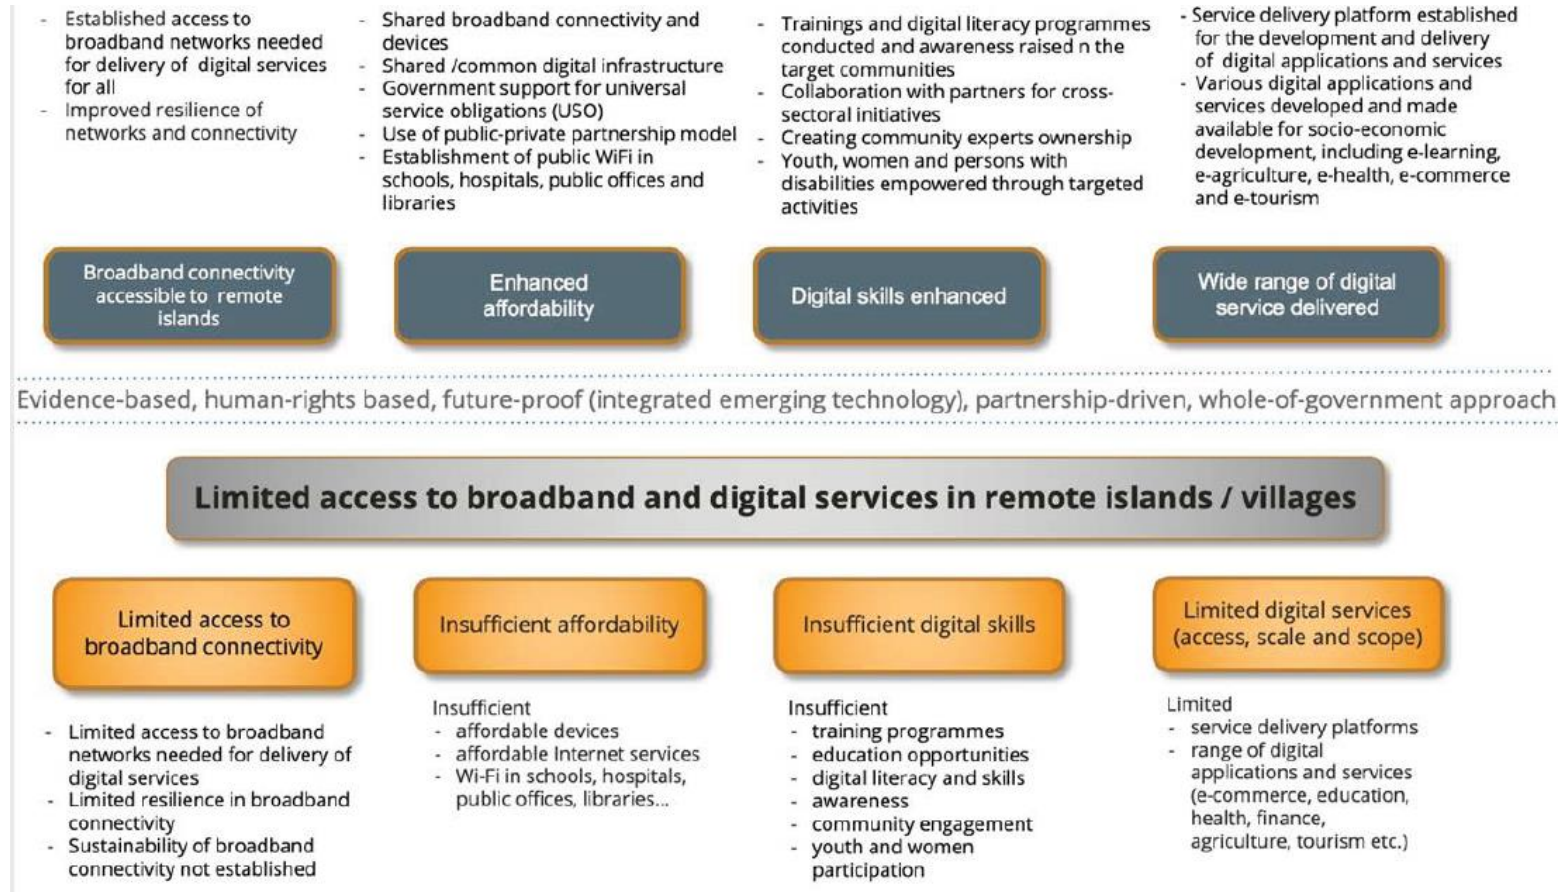 - Established access to
broadband networks needed
for delivery of digital services
for all
- Improved resilience of
networks and connectivity
- Shared broadband connectivity and
devices
- Shared /common digital infrastructure
- Government support for universal
service obligations (USO)
- Use of public-private partnership model
- Establishment of public WiFi in
schools, hospitals, public offices and
libraries
- Trainings and digital literacy programmes
conducted and awareness raised n the
target communities
- Collaboration with partners for cross-
sectoral initiatives
- Creating community experts ownership
- Youth, women and persons with
disabilities empowered through targeted
activities
- Service delivery platform established
for the development and delivery
of digital applications and services
- Various digital applications and
services developed and made
available for socio-economic
development, including e-learning,
e-agriculture, e-health, e-commerce
and e-tourism
Broadband connectivity
accessible to remote
islands
Enhanced
affordability
Digital skills enhanced
Wide range of digital
service delivered
Evidence-based, human-rights based, future-proof (integrated emerging technology), partnership-driven, whole-of-government approach
Limited access to broadband and digital services in remote islands / villages
Limited access to
broadband connectivity
Insufficient affordability
Insufficient digital skills
Limited digital services
(access, scale and scope)
- Limited access to broadband
networks needed for delivery of
digital services
- Limited resilience in broadband
connectivity
- Sustainability of broadband
connectivity not established
Insufficient
- affordable devices
- affordable Internet services
- Wi-Fi in schools, hospitals,
public offices, libraries...
Insufficient
- training programmes
- education opportunities
- digital literacy and skills
- awareness
- community engagement
- youth and women
participation
Limited
- service delivery platforms
- range of digital
applications and services
(e-commerce, education,
health, finance,
agriculture, tourism etc.)